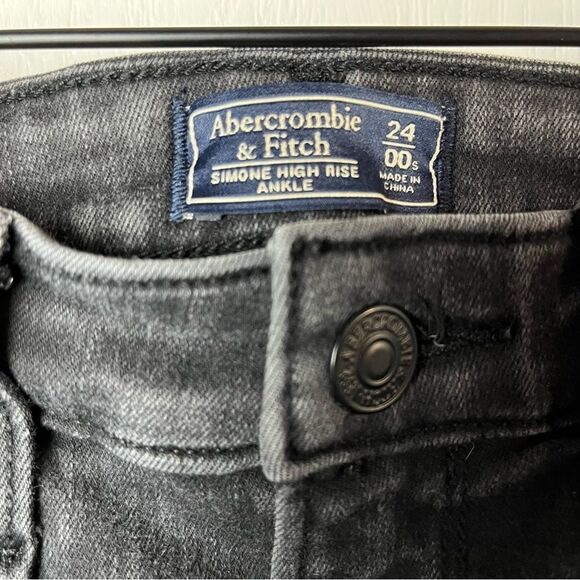 Abercrombie
& Fitch
SIMONE HIGH RISE
ANKLE
24
00s
MADE IN
CHINA